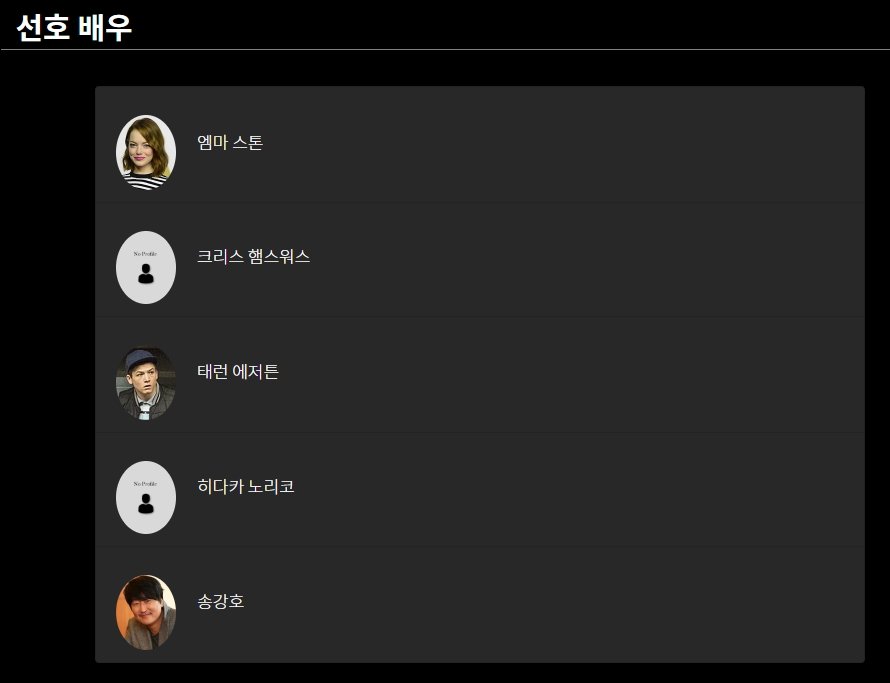 선호 배우
엠마 스톤
No Profile
크리스 햄스워스
태런 에저튼
No Profile
히다카 노리코
송강호